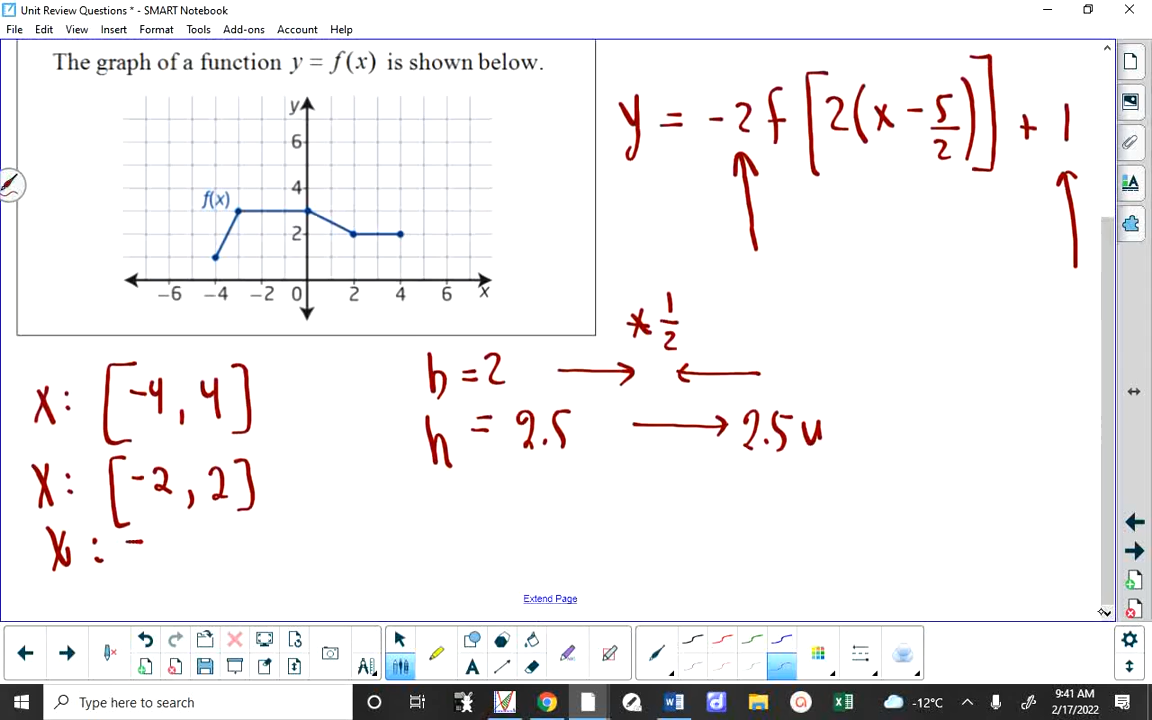 Unit Review Questions * - SMART Notebook
File Edit View Insert Format Tools Add-ons Account Help
The graph of a function y = f(x) is shown below.
y = -2f[2(x - 5/2)] + 1
y
6
4
f(x)
2
-6 -4 -2 0 2 4 6 x
* 1/2
b = 2
h = 2.5 → 2.5 u
x: [-4, 4]
x: [-2, 2]
x: -
Extend Page
Type here to search
-12°C
9:41 AM
2/17/2022